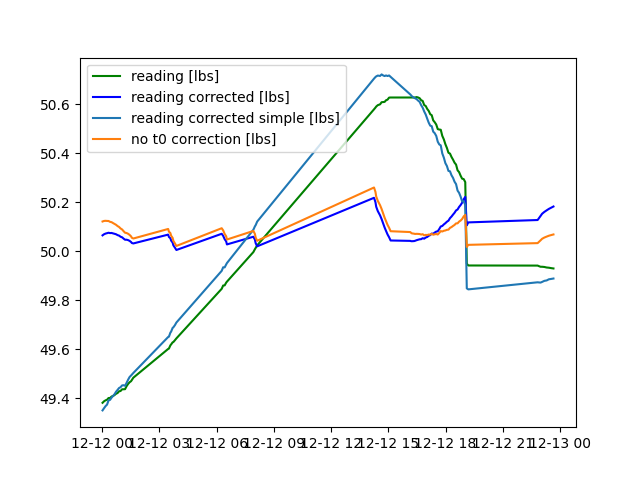 reading [lbs]
reading corrected [lbs]
reading corrected simple [lbs]
no t0 correction [lbs]
50.6
50.4
50.2
50.0
49.8
49.6
49.4
12-12 00 12-12 03 12-12 06 12-12 09 12-12 12 12-12 15 12-12 18 12-12 21 12-13 00